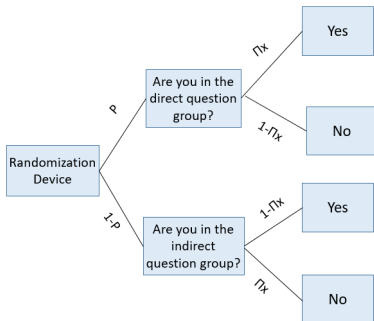 Πx
Yes
Are you in the
direct question
group?
P
1-Πx
No
Randomization
Device
1-Πx
Yes
1-P
Are you in the
indirect
question group?
Πx
No